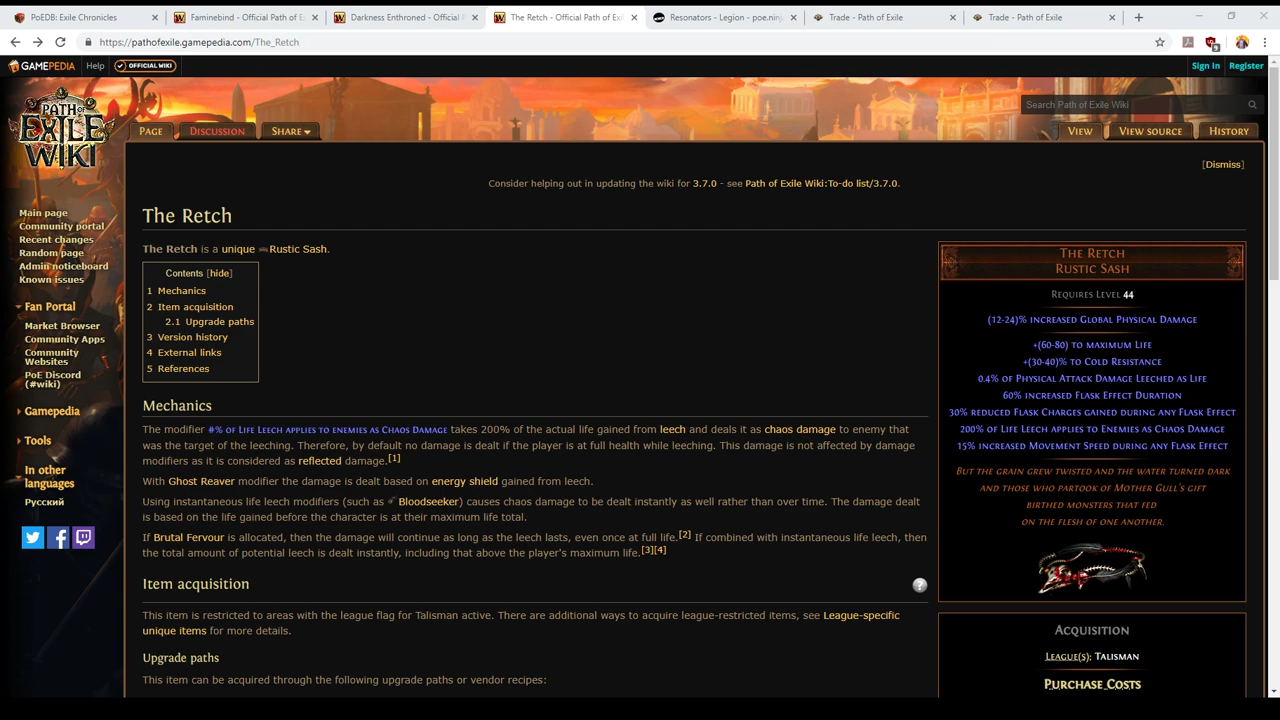 PoEDB: Exile Chronicles
Faminebind - Official Path of E
Darkness Enthroned - Official
The Retch - Official Path of Exil
Resonators - Legion - poe.ninj
Trade - Path of Exile
Trade - Path of Exile
https://pathofexile.gamepedia.com/The_Retch
GAMEPEDIA
Help
OFFICIAL WIKI
Sign In
Register
PATH OF
EXILE
WIKI
PAGE
DISCUSSION
SHARE
Search Path of Exile Wiki
VIEW
VIEW SOURCE
HISTORY
[Dismiss]
Consider helping out in updating the wiki for 3.7.0 - see Path of Exile Wiki:To-do list/3.7.0.
Main page
Community portal
Recent changes
Random page
Admin noticeboard
Known issues
Fan Portal
Market Browser
Community Apps
Community
Websites
PoE Discord
(#wiki)
Gamepedia
Tools
In other
languages
Русский
The Retch
The Retch is a unique Rustic Sash.
Contents [hide]
1 Mechanics
2 Item acquisition
2.1 Upgrade paths
3 Version history
4 External links
5 References
Mechanics
The modifier #% OF LIFE LEECH APPLIES TO ENEMIES AS CHAOS DAMAGE takes 200% of the actual life gained from leech and deals it as chaos damage to enemy that
was the target of the leeching. Therefore, by default no damage is dealt if the player is at full health while leeching. This damage is not affected by damage
modifiers as it is considered as reflected damage.[1]
With Ghost Reaver modifier the damage is dealt based on energy shield gained from leech.
Using instantaneous life leech modifiers (such as Bloodseeker) causes chaos damage to be dealt instantly as well rather than over time. The damage dealt
is based on the life gained before the character is at their maximum life total.
If Brutal Fervour is allocated, then the damage will continue as long as the leech lasts, even once at full life.[2] If combined with instantaneous life leech, then
the total amount of potential leech is dealt instantly, including that above the player's maximum life.[3][4]
Item acquisition
?
This item is restricted to areas with the league flag for Talisman active. There are additional ways to acquire league-restricted items, see League-specific
unique items for more details.
Upgrade paths
This item can be acquired through the following upgrade paths or vendor recipes:
THE RETCH
RUSTIC SASH
REQUIRES LEVEL 44
(12-24)% INCREASED GLOBAL PHYSICAL DAMAGE
+(60-80) TO MAXIMUM LIFE
+(30-40)% TO COLD RESISTANCE
0.4% OF PHYSICAL ATTACK DAMAGE LEECHED AS LIFE
60% INCREASED FLASK EFFECT DURATION
30% REDUCED FLASK CHARGES GAINED DURING ANY FLASK EFFECT
200% OF LIFE LEECH APPLIES TO ENEMIES AS CHAOS DAMAGE
15% INCREASED MOVEMENT SPEED DURING ANY FLASK EFFECT
BUT THE GRAIN GREW TWISTED AND THE WATER TURNED DARK
AND THOSE WHO PARTOOK OF MOTHER GULL'S GIFT
BIRTHED MONSTERS THAT FED
ON THE FLESH OF ONE ANOTHER.
ACQUISITION
LEAGUE(S): TALISMAN
PURCHASE COSTS